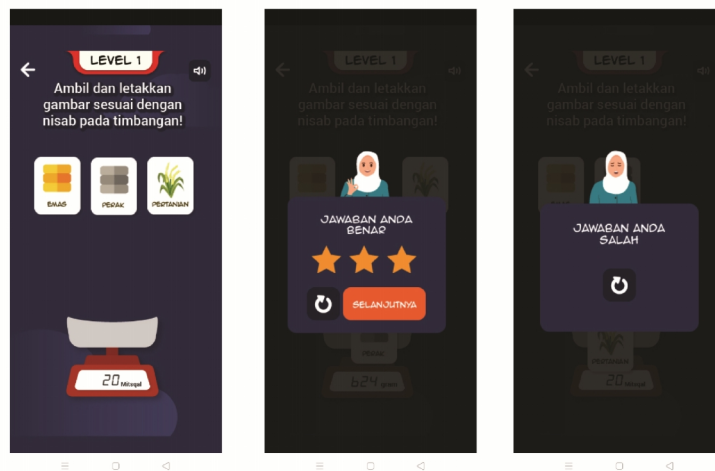 LEVEL 1
Ambil dan letakkan
gambar sesuai dengan
nisab pada timbangan!
EMAS
PERAK
PERTANIAN
20 Mitsqal
LEVEL 1
Ambil dan letakkan
gambar sesuai dengan
nisab pada timbangan!
JAWABAN ANDA
BENAR
SELANJUTNYA
PERAK
624 gram
LEVEL 1
Ambil dan letakkan
gambar sesuai dengan
nisab pada timbangan!
JAWABAN ANDA
SALAH
PERTANIAN
20 Mitsqal